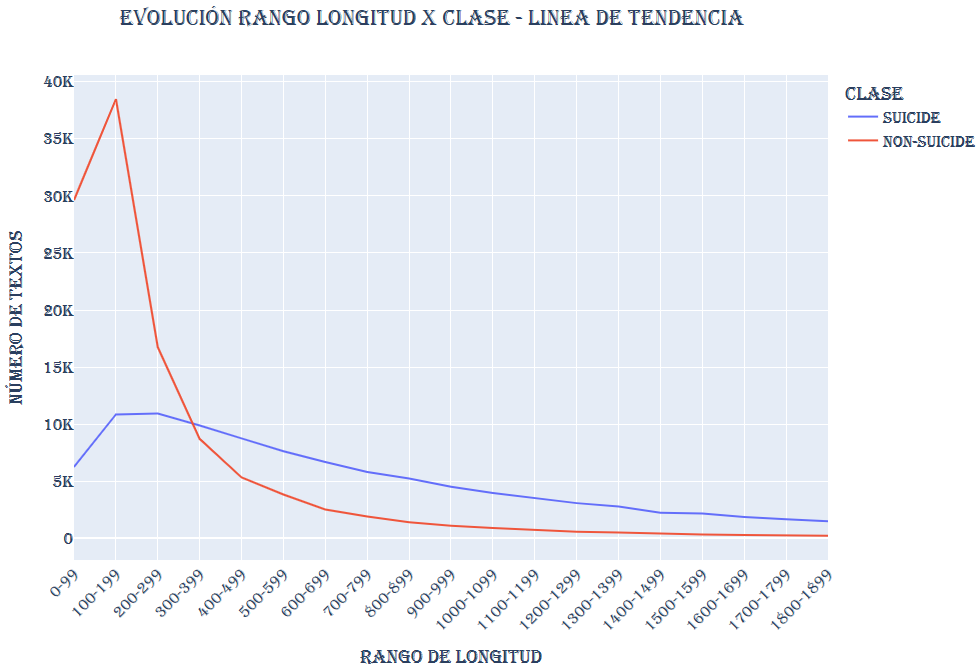 EVOLUCIÓN RANGO LONGITUD X CLASE - LINEA DE TENDENCIA
CLASE
SUICIDE
NON-SUICIDE
NÚMERO DE TEXTOS
40K
35K
30K
25K
20K
15K
10K
5K
0
0-99
100-199
200-299
300-399
400-499
500-599
600-699
700-799
800-899
900-999
1000-1099
1100-1199
1200-1299
1300-1399
1400-1499
1500-1599
1600-1699
1700-1799
1800-1899
RANGO DE LONGITUD